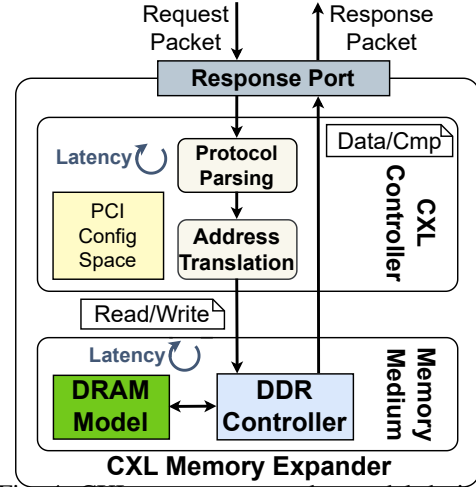 Request
Packet
Response
Packet
Response Port
Data/Cmp
Latency
Protocol
Parsing
CXL
Controller
PCI
Config
Space
Address
Translation
Read/Write
Latency
Memory
Medium
DRAM
Model
DDR
Controller
CXL Memory Expander